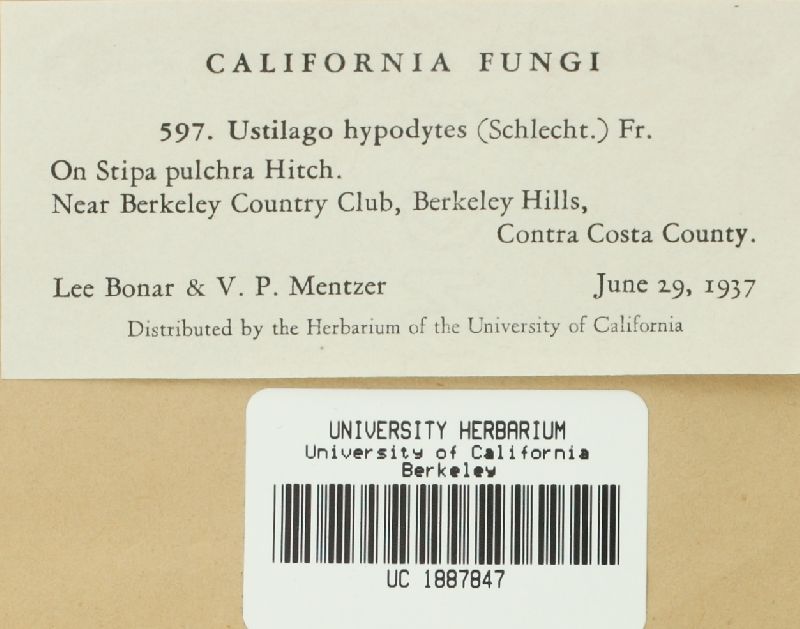 CALIFORNIA FUNGI
597. Ustilago hypodytes (Schlecht.) Fr.
On Stipa pulchra Hitch.
Near Berkeley Country Club, Berkeley Hills,
Contra Costa County.
Lee Bonar & V. P. Mentzer June 29, 1937
Distributed by the Herbarium of the University of California
UNIVERSITY HERBARIUM
University of California
Berkeley
UC 1887847